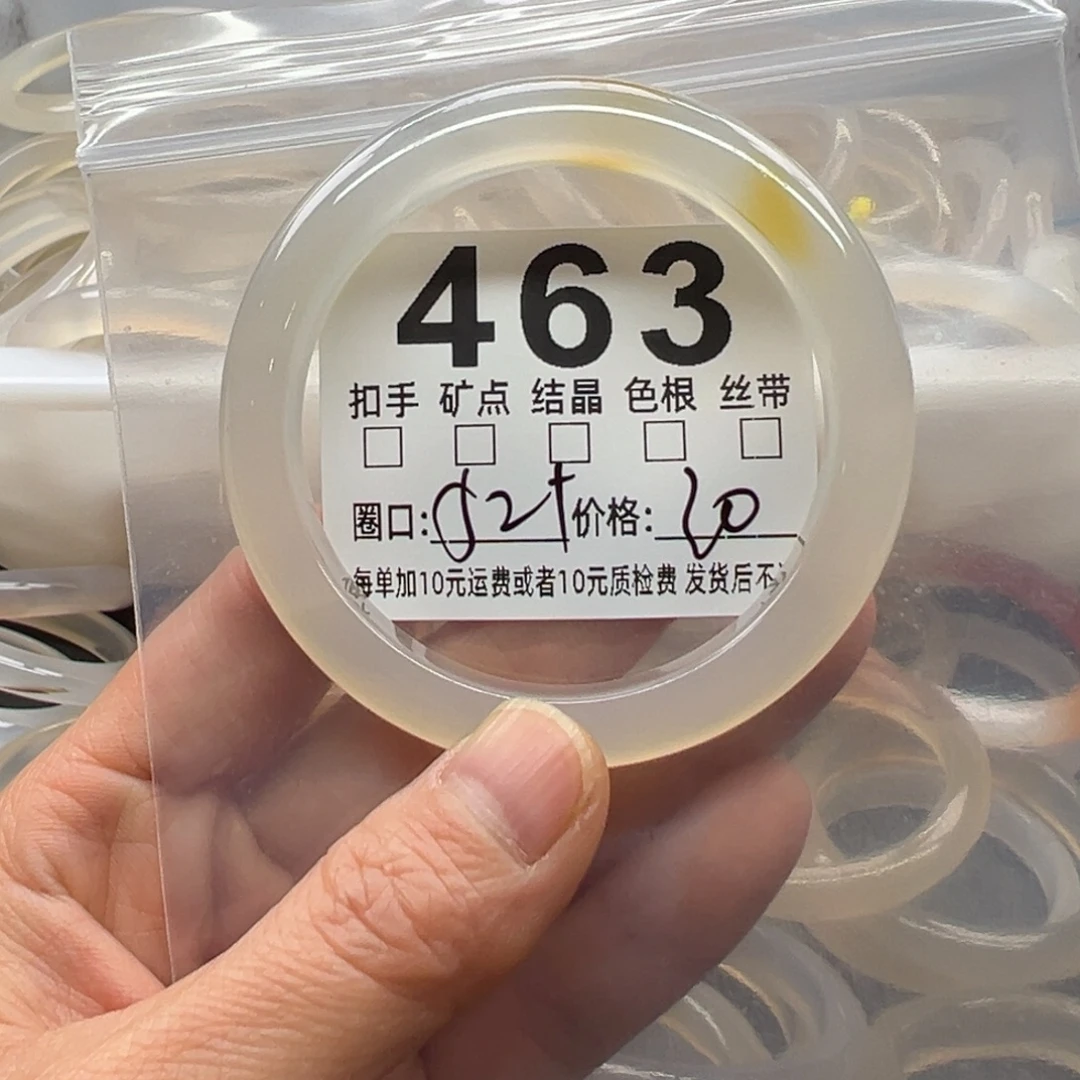 463
扣手 矿点 结晶 色根 丝带
圈口: 52+ 价格:
每单加10元运费或者10元质检费 发货后不